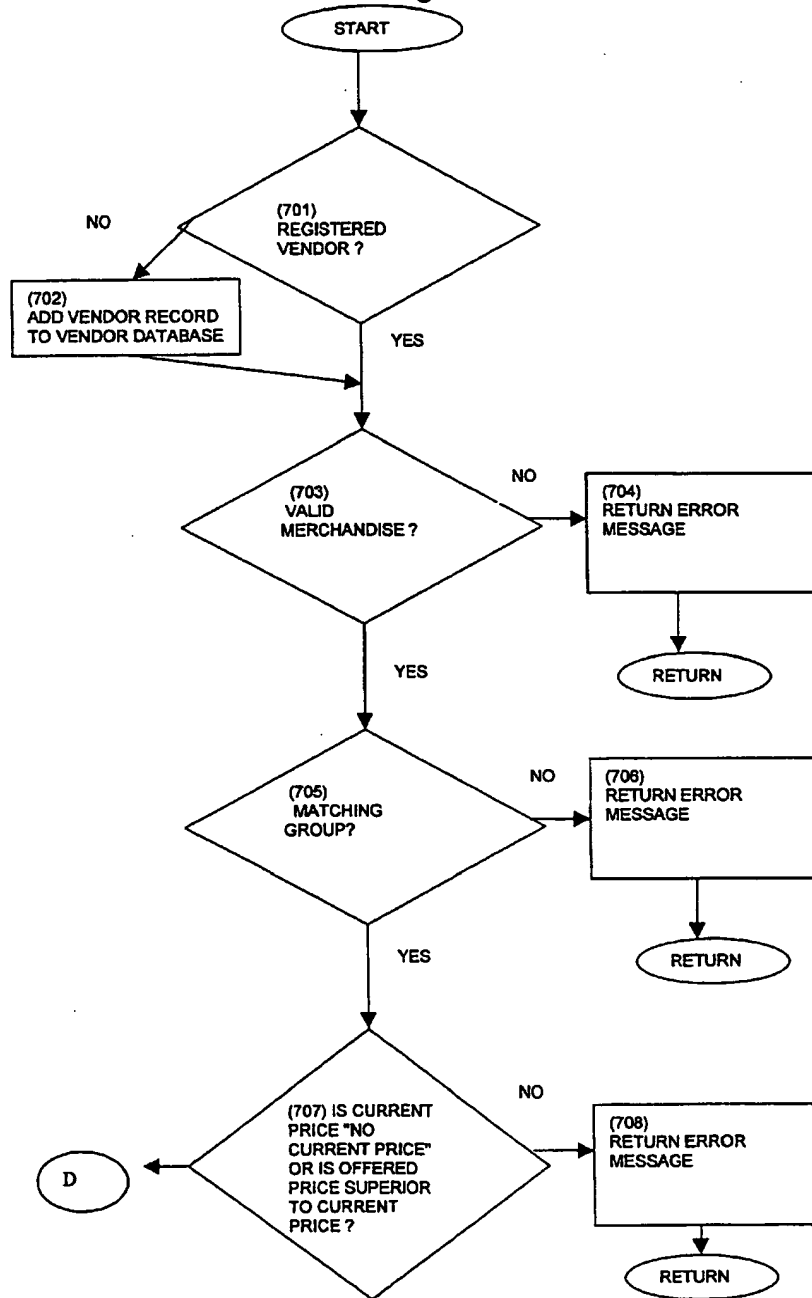 START
(701)
REGISTERED
VENDOR ?
NO
(702)
ADD VENDOR RECORD
TO VENDOR DATABASE
YES
(703)
VALID
MERCHANDISE ?
NO
(704)
RETURN ERROR
MESSAGE
RETURN
YES
(705)
MATCHING
GROUP?
NO
(706)
RETURN ERROR
MESSAGE
RETURN
YES
(707) IS CURRENT
PRICE "NO
CURRENT PRICE"
OR IS OFFERED
PRICE SUPERIOR
TO CURRENT
PRICE ?
NO
(708)
RETURN ERROR
MESSAGE
RETURN
D